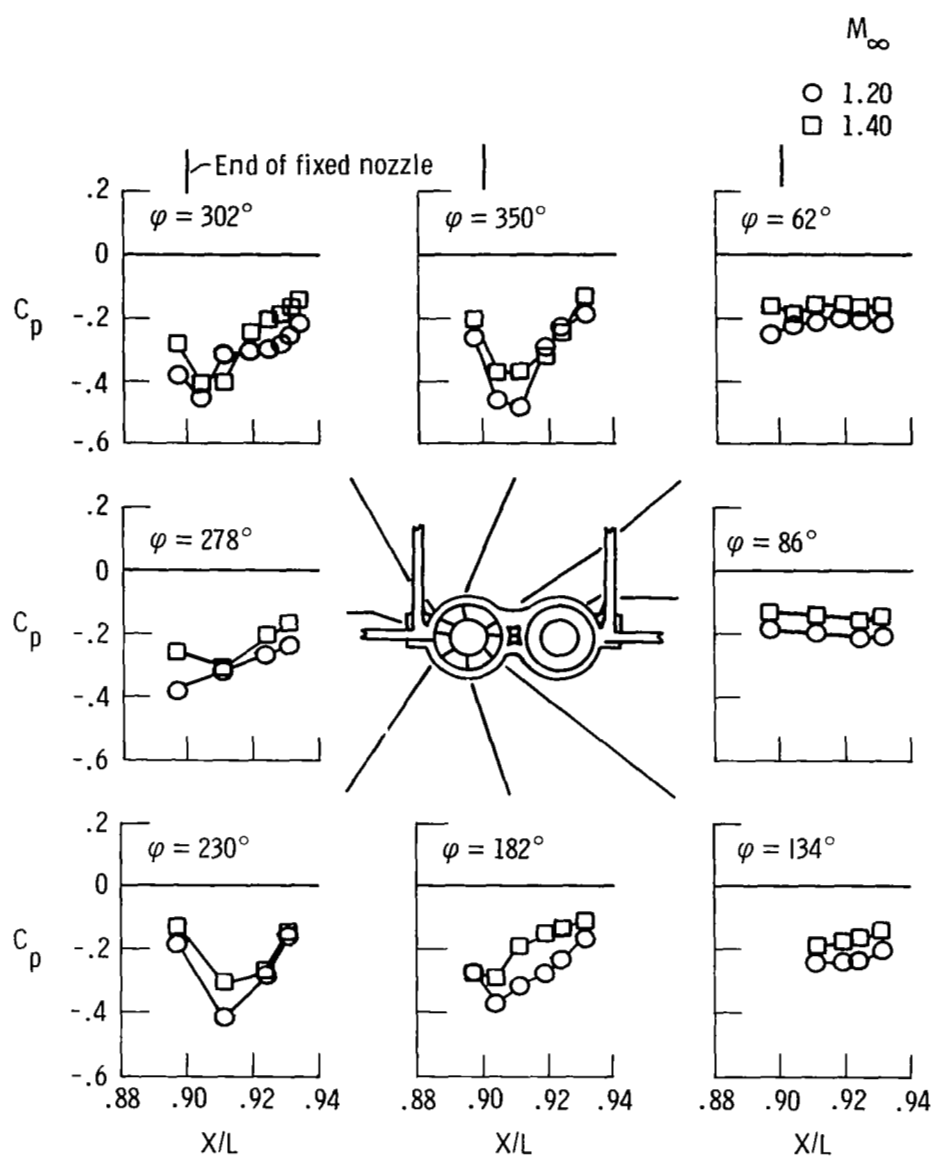 M∞
○ 1.20
□ 1.40
End of fixed nozzle
.2
0
-.2
-.4
-.6
Cp
φ = 302°
φ = 350°
φ = 62°
.2
0
-.2
-.4
-.6
Cp
φ = 278°
φ = 86°
.2
0
-.2
-.4
-.6
Cp
φ = 230°
φ = 182°
φ = 134°
.88 .90 .92 .94
.88 .90 .92 .94
.88 .90 .92 .94
X/L
X/L
X/L